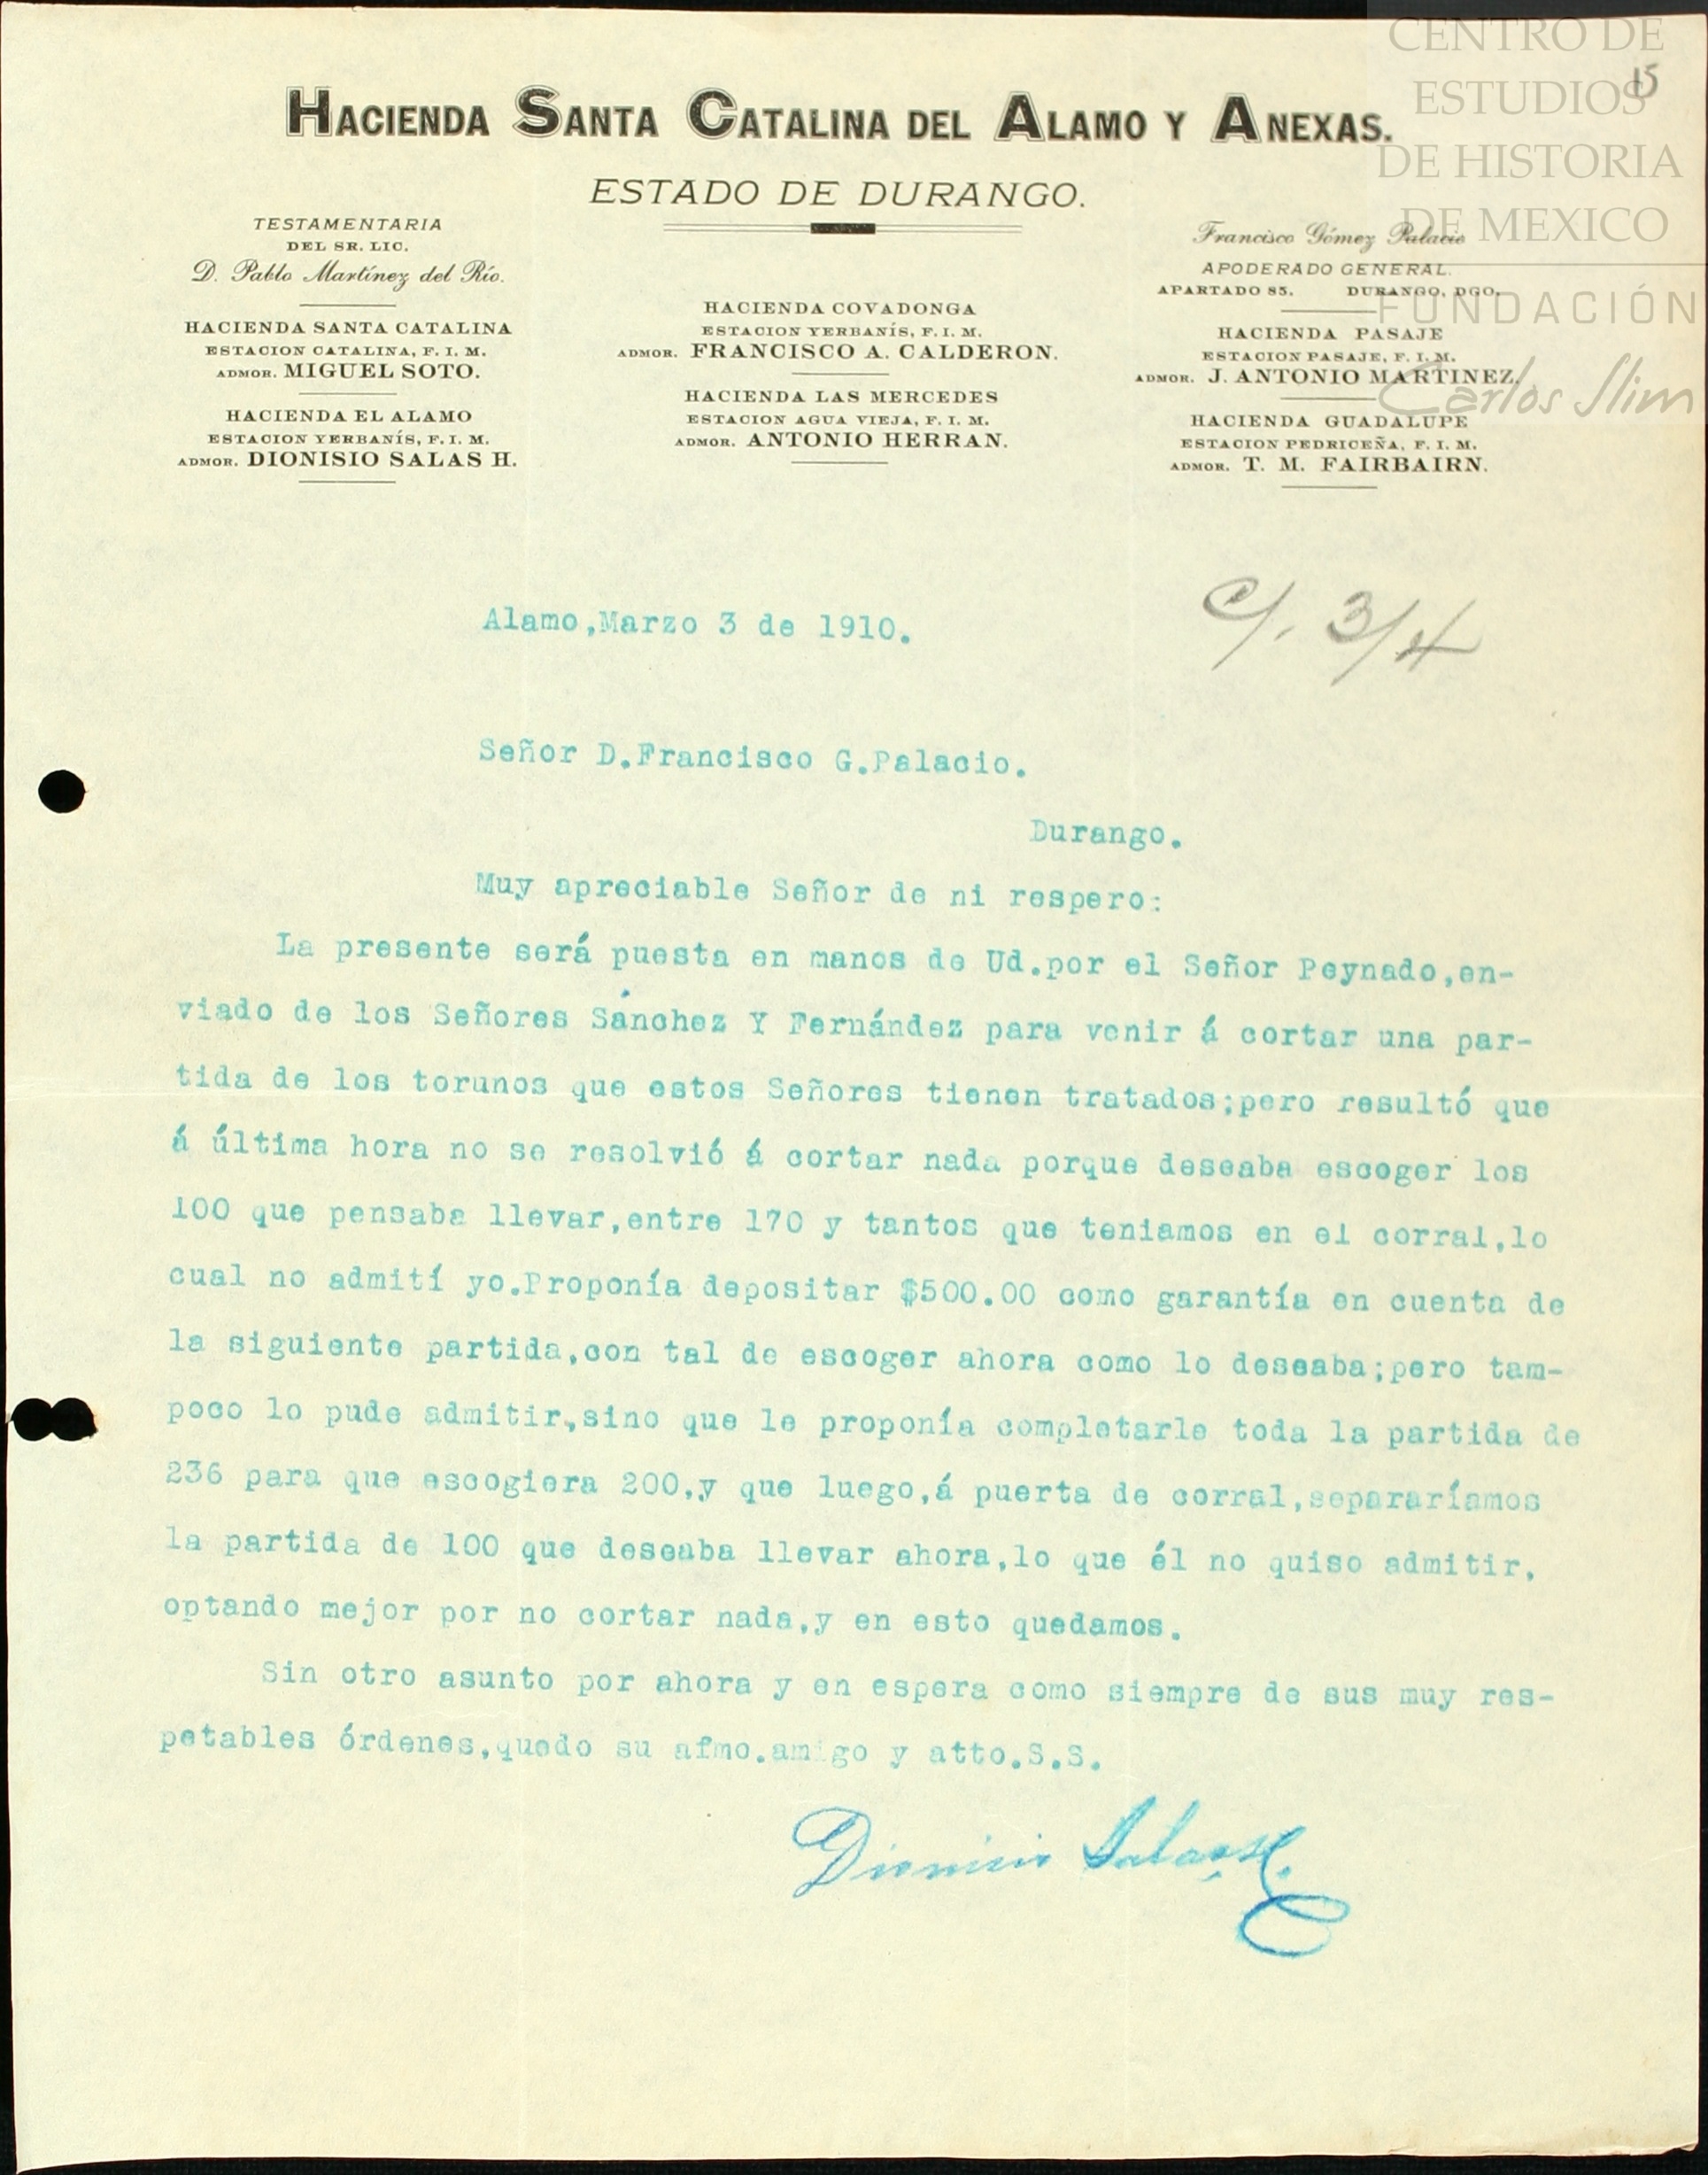 CENTRO DE
ESTUDIOS
DE HISTORIA
DE MEXICO
FUNDACIÓN
Carlos Slim
15
HACIENDA SANTA CATALINA DEL ALAMO Y ANEXAS.
ESTADO DE DURANGO.
TESTAMENTARIA
DEL SR. LIC.
D. Pablo Martínez del Río.
HACIENDA SANTA CATALINA
ESTACION CATALINA, F. I. M.
ADMOR. MIGUEL SOTO.
HACIENDA EL ALAMO
ESTACION YERBANÍS, F. I. M.
ADMOR. DIONISIO SALAS H.
HACIENDA COVADONGA
ESTACION YERBANÍS, F. I. M.
ADMOR. FRANCISCO A. CALDERON.
HACIENDA LAS MERCEDES
ESTACION AGUA VIEJA, F. I. M.
ADMOR. ANTONIO HERRAN.
Francisco Gómez Palacio
APODERADO GENERAL.
APARTADO 85. DURANGO, DGO.
HACIENDA PASAJE
ESTACION PASAJE, F. I. M.
ADMOR. J. ANTONIO MARTINEZ.
HACIENDA GUADALUPE
ESTACION PEDRICEÑA, F. I. M.
ADMOR. T. M. FAIRBAIRN.
C/. 3/4
Alamo,Marzo 3 de 1910.
Señor D.Francisco G.Palacio.
Durango.
Muy apreciable Señor de ni respero:
La presente será puesta en manos de Ud.por el Señor Peynado,en-
viado de los Señores Sánchez Y Fernández para venir á cortar una par-
tida de los torunos que estos Señores tienen tratados;pero resultó que
á última hora no se resolvió á cortar nada porque deseaba escoger los
100 que pensaba llevar,entre 170 y tantos que teniamos en el corral,lo
cual no admití yo.Proponía depositar $500.00 como garantía en cuenta de
la siguiente partida,con tal de escoger ahora como lo deseaba;pero tam-
poco lo pude admitir,sino que le proponía completarle toda la partida de
236 para que escogiera 200,y que luego,á puerta de corral,separaríamos
la partida de 100 que deseaba llevar ahora,lo que él no quiso admitir,
optando mejor por no cortar nada,y en esto quedamos.
Sin otro asunto por ahora y en espera como siempre de sus muy res-
petables órdenes,quedo su afmo.amigo y atto.S.S.
Dionisio Salas H.